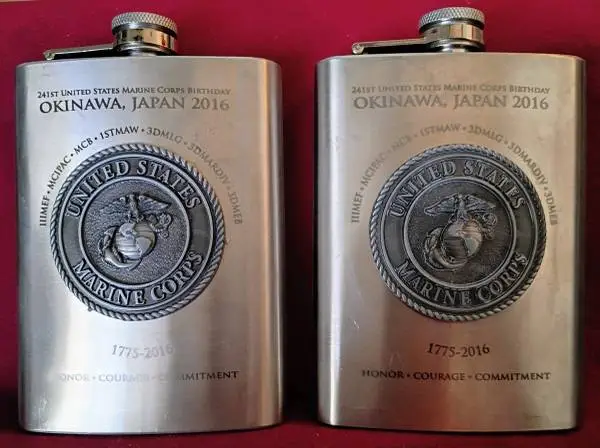 241ST UNITED STATES MARINE CORPS BIRTHDAY
OKINAWA, JAPAN 2016
IIIMEF • MCIPAC • MCB • 1STMAW • 3DMLG • 3DMARDIV • 3DMEB
UNITED STATES
MARINE CORPS
1775-2016
HONOR • COURAGE • COMMITMENT
241ST UNITED STATES MARINE CORPS BIRTHDAY
OKINAWA, JAPAN 2016
IIIMEF • MCIPAC • MCB • 1STMAW • 3DMLG • 3DMARDIV • 3DMEB
UNITED STATES
MARINE CORPS
1775-2016
HONOR • COURAGE • COMMITMENT